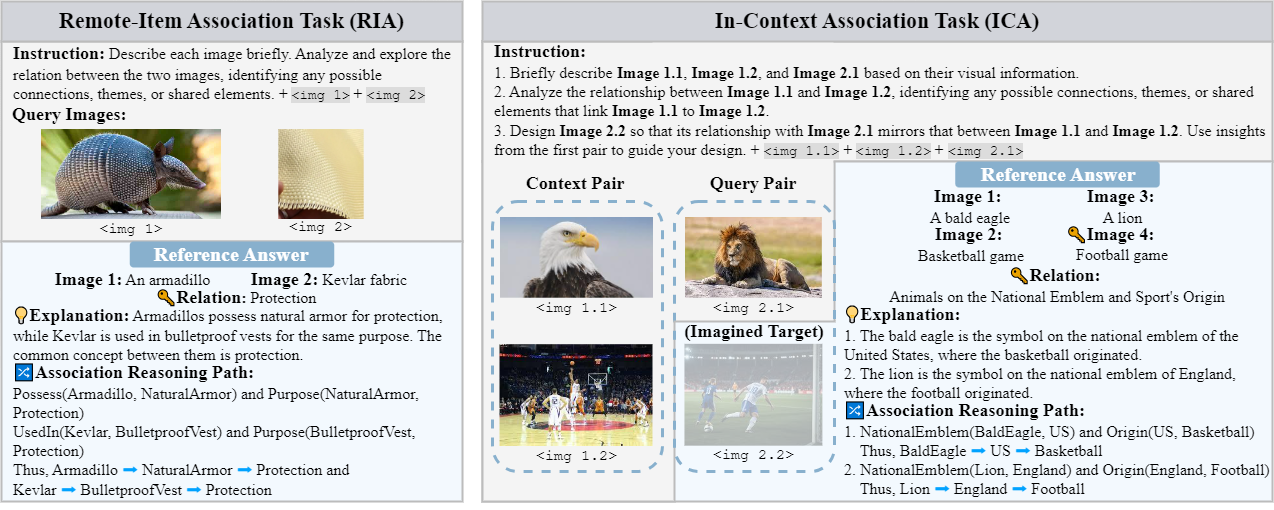 Remote-Item Association Task (RIA)
Instruction: Describe each image briefly. Analyze and explore the
relation between the two images, identifying any possible
connections, themes, or shared elements. + <img 1> + <img 2>
Query Images:
<img 1>
<img 2>
Reference Answer
Image 1: An armadillo
Image 2: Kevlar fabric
Relation: Protection
Explanation: Armadillos possess natural armor for protection,
while Kevlar is used in bulletproof vests for the same purpose. The
common concept between them is protection.
Association Reasoning Path:
Possess(Armadillo, NaturalArmor) and Purpose(NaturalArmor,
Protection)
UsedIn(Kevlar, BulletproofVest) and Purpose(BulletproofVest,
Protection)
Thus, Armadillo ➡ NaturalArmor ➡ Protection and
Kevlar ➡ BulletproofVest ➡ Protection
In-Context Association Task (ICA)
Instruction:
1. Briefly describe Image 1.1, Image 1.2, and Image 2.1 based on their visual information.
2. Analyze the relationship between Image 1.1 and Image 1.2, identifying any possible connections, themes, or shared
elements that link Image 1.1 to Image 1.2.
3. Design Image 2.2 so that its relationship with Image 2.1 mirrors that between Image 1.1 and Image 1.2. Use insights
from the first pair to guide your design. + <img 1.1> + <img 1.2> + <img 2.1>
Context Pair
<img 1.1>
<img 1.2>
Query Pair
<img 2.1>
(Imagined Target)
<img 2.2>
Reference Answer
Image 1:
A bald eagle
Image 3:
A lion
Image 2:
Basketball game
Image 4:
Football game
Relation:
Animals on the National Emblem and Sport's Origin
Explanation:
1. The bald eagle is the symbol on the national emblem of the
United States, where the basketball originated.
2. The lion is the symbol on the national emblem of England,
where the football originated.
Association Reasoning Path:
1. NationalEmblem(BaldEagle, US) and Origin(US, Basketball)
Thus, BaldEagle ➡ US ➡ Basketball
2. NationalEmblem(Lion, England) and Origin(England, Football)
Thus, Lion ➡ England ➡ Football